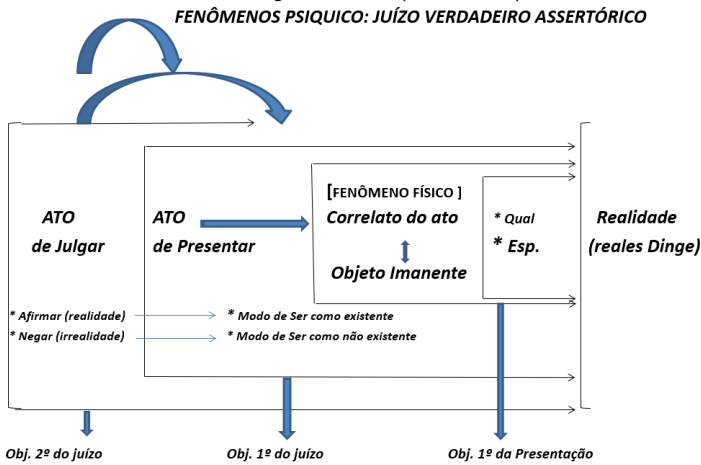 FENÔMENOS PSIQUICO: JUÍZO VERDADEIRO ASSERTÓRICO
[FENÔMENO FÍSICO ]
ATO
de Julgar
ATO
de Presentar
Correlato do ato
Objeto Imanente
* Qual
* Esp.
Realidade
(reales Dinge)
* Afirmar (realidade)
* Modo de Ser como existente
* Negar (irrealidade)
* Modo de Ser como não existente
Obj. 2º do juízo
Obj. 1º do juízo
Obj. 1º da Presentação